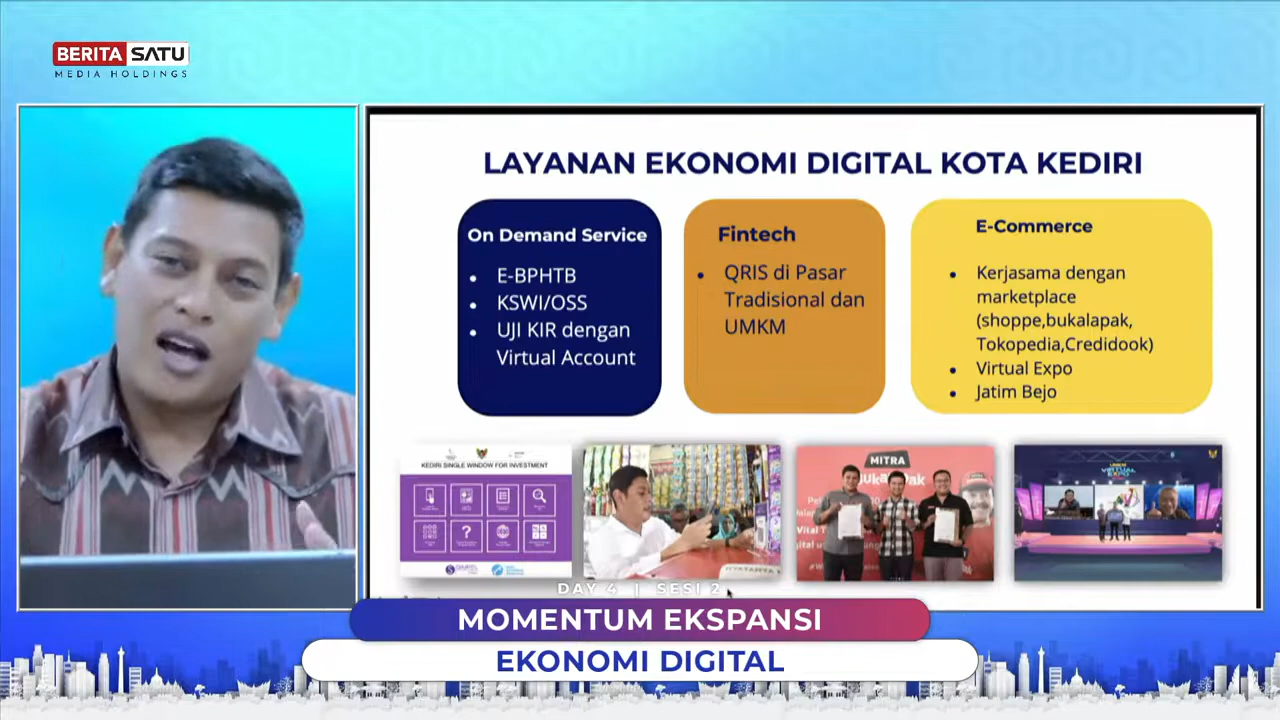 BERITA SATU
MEDIA HOLDINGS
LAYANAN EKONOMI DIGITAL KOTA KEDIRI
On Demand Service
E-BPHTB
KSWI/OSS
UJI KIR dengan
Virtual Account
Fintech
QRIS di Pasar
Tradisional dan
UMKM
E-Commerce
Kerjasama dengan
marketplace
(shoppe,bukalapak,
Tokopedia,Credidook)
Virtual Expo
Jatim Bejo
KEDIRI SINGLE WINDOW FOR INVESTMENT
MITRA
VIRTUAL
DAY 4 | SESI 2
MOMENTUM EKSPANSI
EKONOMI DIGITAL